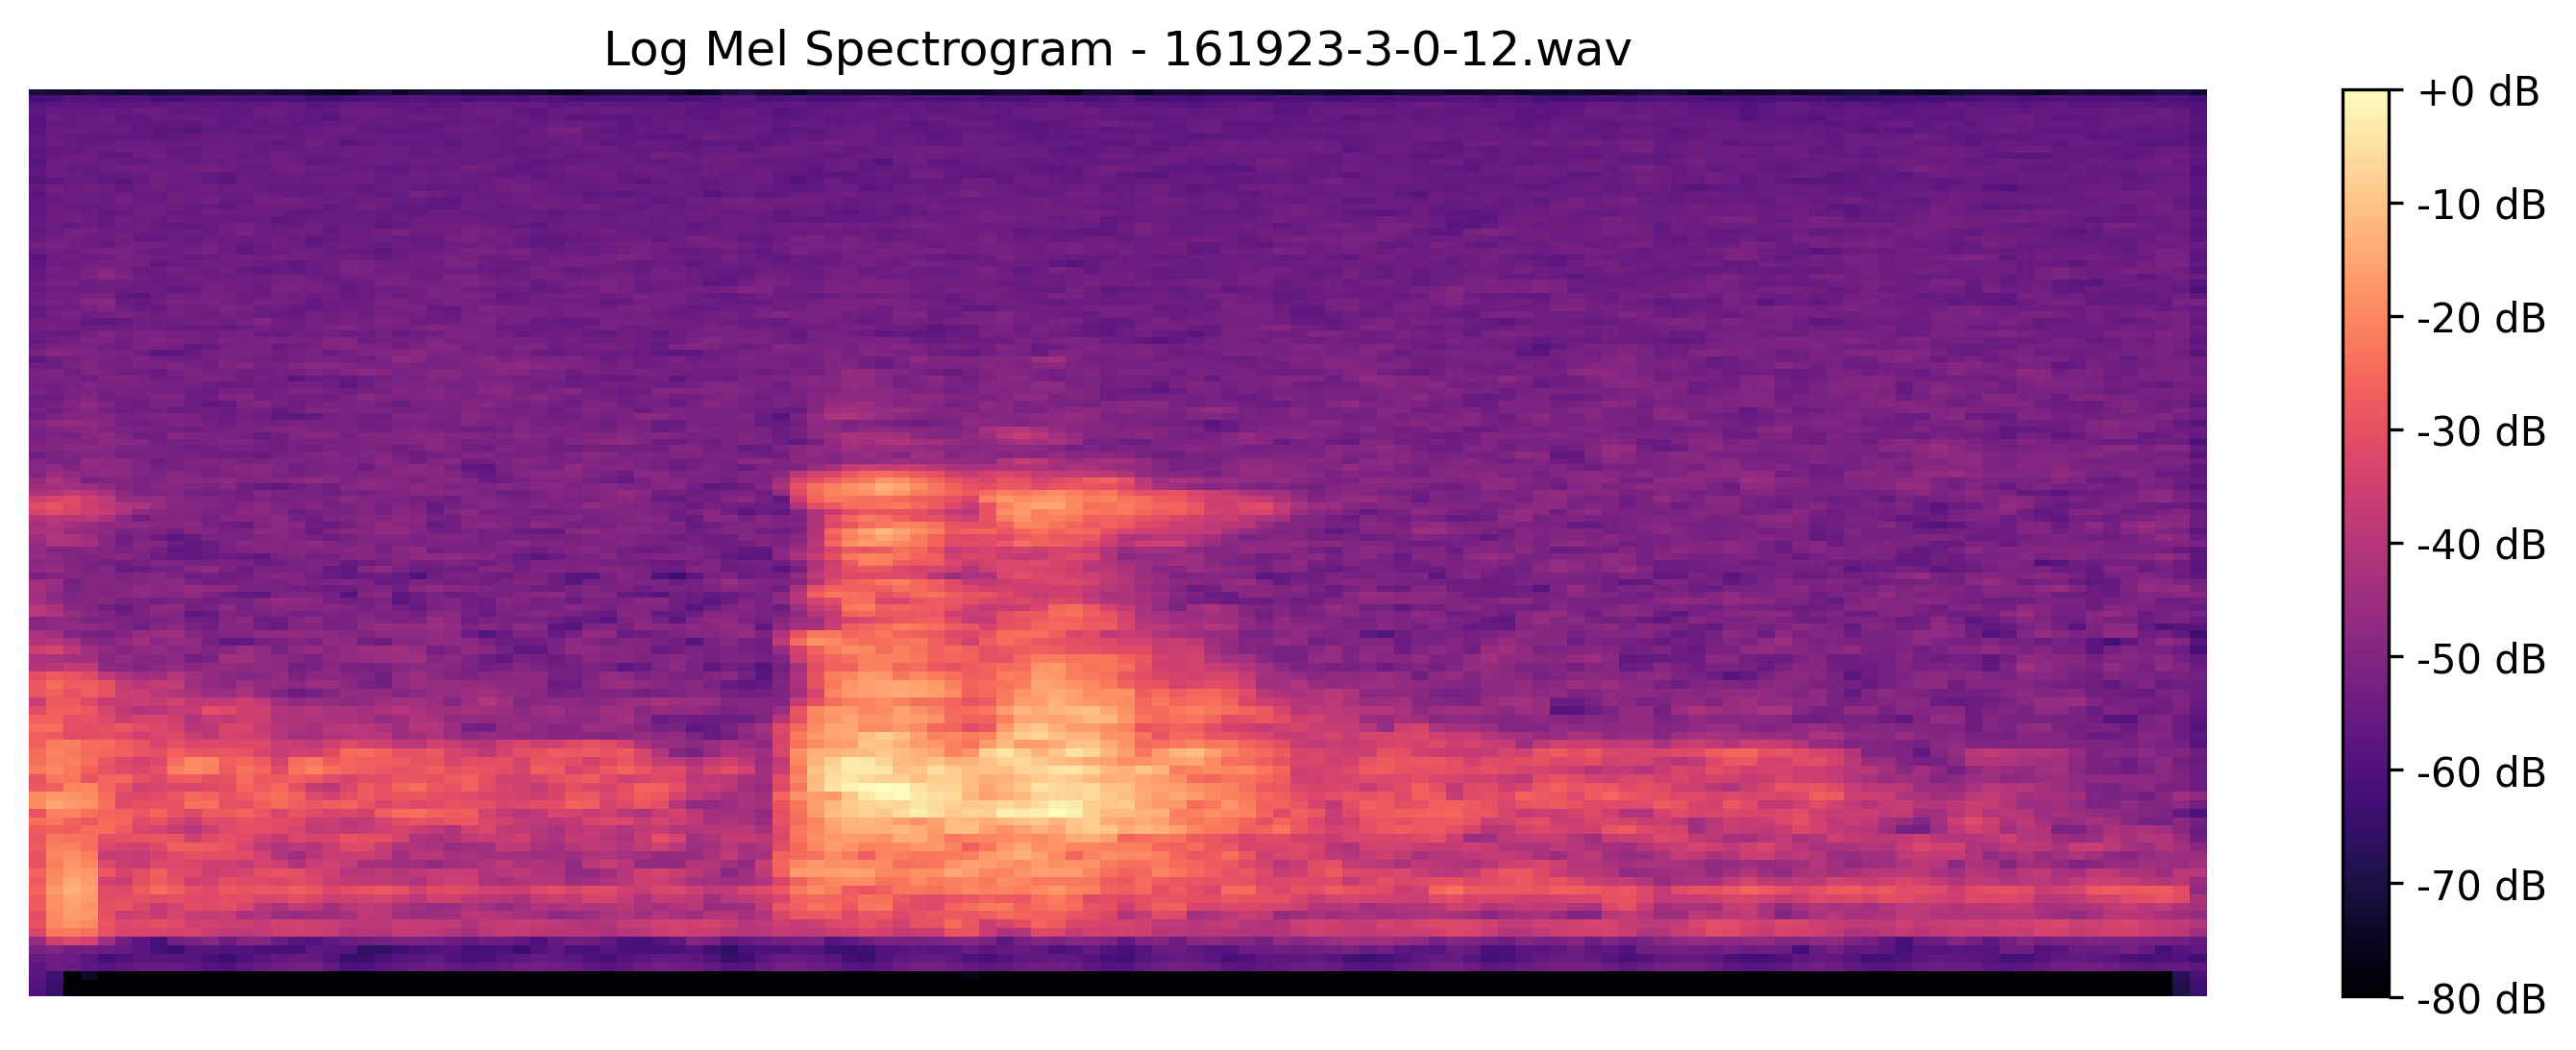 Log Mel Spectrogram - 161923-3-0-12.wav
+0 dB
-10 dB
-20 dB
-30 dB
-40 dB
-50 dB
-60 dB
-70 dB
-80 dB